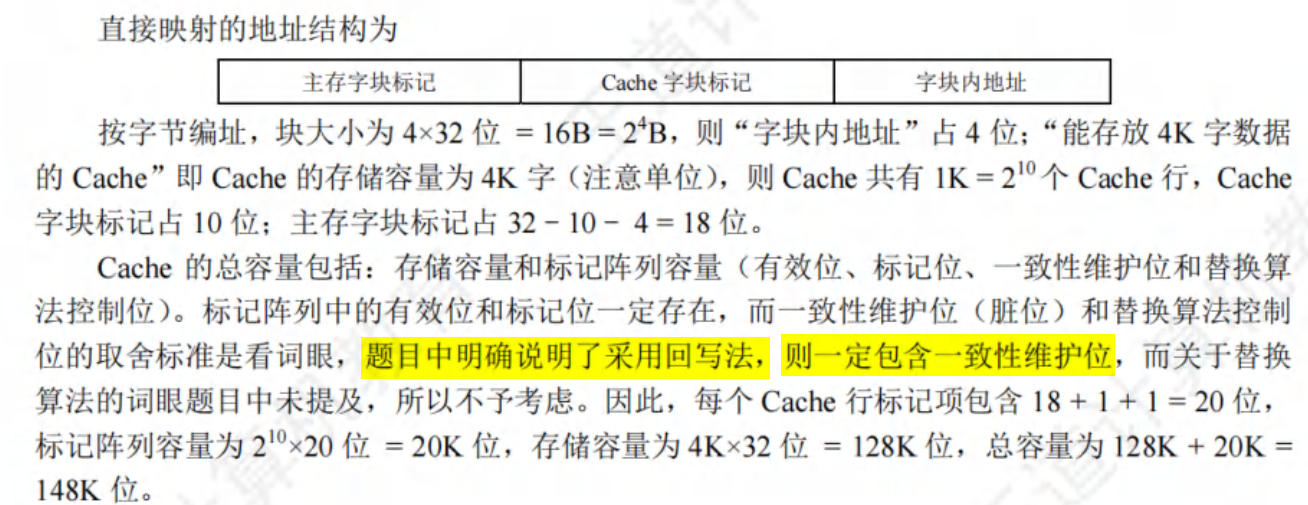 直接映射的地址结构为
主存字块标记 Cache 字块标记 字块内地址
按字节编址，块大小为 4×32 位 = 16B = 2⁴B，则“字块内地址”占 4 位；“能存放 4K 字数据
的 Cache”即 Cache 的存储容量为 4K 字（注意单位），则 Cache 共有 1K = 2¹⁰ 个 Cache 行，Cache
字块标记占 10 位；主存字块标记占 32 − 10 − 4 = 18 位。
Cache 的总容量包括：存储容量和标记阵列容量（有效位、标记位、一致性维护位和替换算
法控制位）。标记阵列中的有效位和标记位一定存在，而一致性维护位（脏位）和替换算法控制
位的取舍标准是看词眼，题目中明确说明了采用回写法，则一定包含一致性维护位，而关于替换
算法的词眼题目中未提及，所以不予考虑。因此，每个 Cache 行标记项包含 18 + 1 + 1 = 20 位，
标记阵列容量为 2¹⁰×20 位 = 20K 位，存储容量为 4K×32 位 = 128K 位，总容量为 128K + 20K =
148K 位。